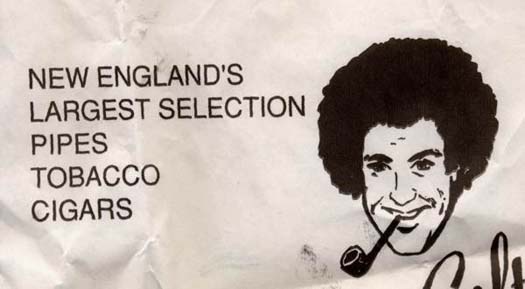 NEW ENGLAND'S
LARGEST SELECTION
PIPES
TOBACCO
CIGARS